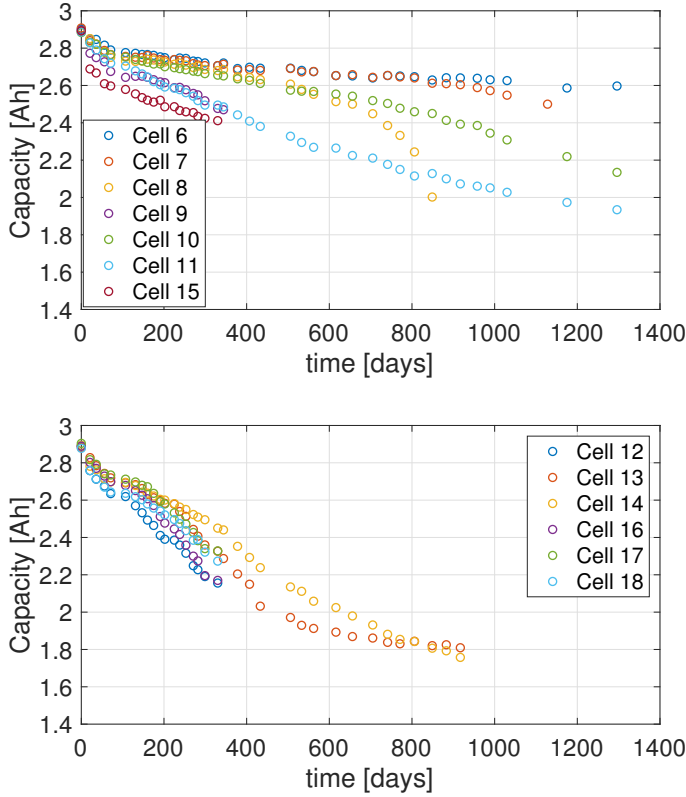 3
2.8
2.6
2.4
2.2
2
1.8
1.6
1.4
Capacity [Ah]
Cell 6
Cell 7
Cell 8
Cell 9
Cell 10
Cell 11
Cell 15
0 200 400 600 800 1000 1200 1400
time [days]
3
2.8
2.6
2.4
2.2
2
1.8
1.6
1.4
Capacity [Ah]
Cell 12
Cell 13
Cell 14
Cell 16
Cell 17
Cell 18
0 200 400 600 800 1000 1200 1400
time [days]